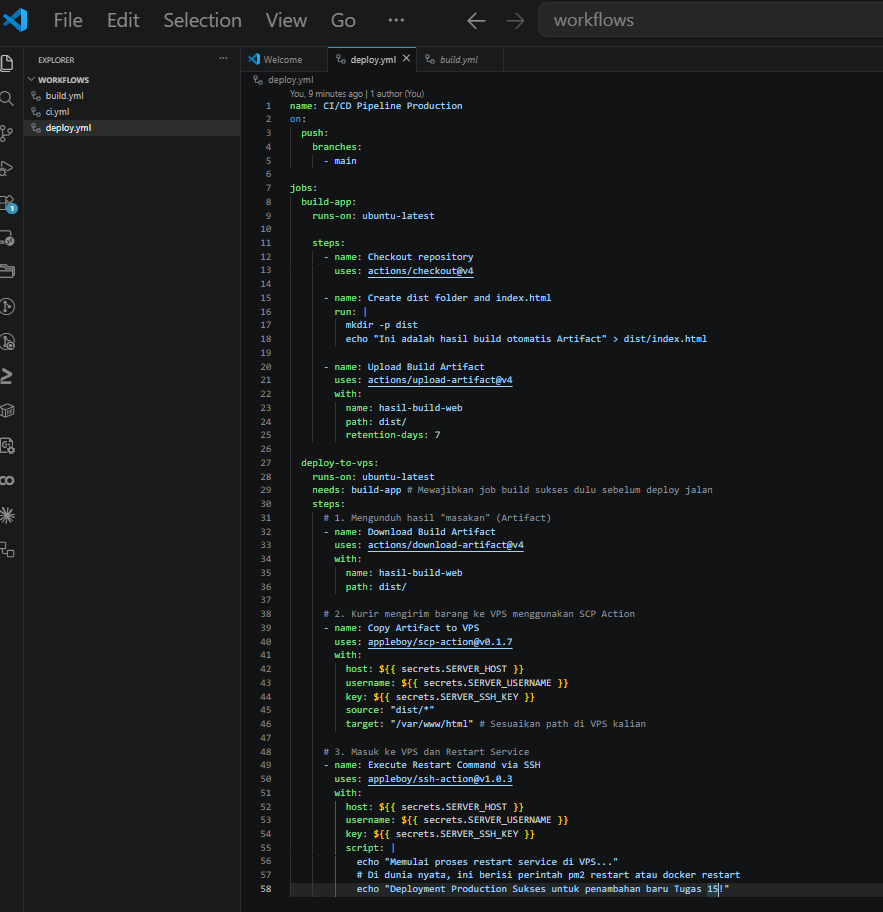 File Edit Selection View Go ··· workflows
EXPLORER ···
WORKFLOWS
build.yml
ci.yml
deploy.yml
1
Welcome deploy.yml build.yml
deploy.yml
You, 9 minutes ago | 1 author (You)
1 name: CI/CD Pipeline Production
2 on:
3 push:
4 branches:
5 - main
6
7 jobs:
8 build-app:
9 runs-on: ubuntu-latest
10
11 steps:
12 - name: Checkout repository
13 uses: actions/checkout@v4
14
15 - name: Create dist folder and index.html
16 run: |
17 mkdir -p dist
18 echo "Ini adalah hasil build otomatis Artifact" > dist/index.html
19
20 - name: Upload Build Artifact
21 uses: actions/upload-artifact@v4
22 with:
23 name: hasil-build-web
24 path: dist/
25 retention-days: 7
26
27 deploy-to-vps:
28 runs-on: ubuntu-latest
29 needs: build-app # Mewajibkan job build sukses dulu sebelum deploy jalan
30 steps:
31 # 1. Mengunduh hasil "masakan" (Artifact)
32 - name: Download Build Artifact
33 uses: actions/download-artifact@v4
34 with:
35 name: hasil-build-web
36 path: dist/
37
38 # 2. Kurir mengirim barang ke VPS menggunakan SCP Action
39 - name: Copy Artifact to VPS
40 uses: appleboy/scp-action@v0.1.7
41 with:
42 host: ${{ secrets.SERVER_HOST }}
43 username: ${{ secrets.SERVER_USERNAME }}
44 key: ${{ secrets.SERVER_SSH_KEY }}
45 source: "dist/*"
46 target: "/var/www/html" # Sesuaikan path di VPS kalian
47
48 # 3. Masuk ke VPS dan Restart Service
49 - name: Execute Restart Command via SSH
50 uses: appleboy/ssh-action@v1.0.3
51 with:
52 host: ${{ secrets.SERVER_HOST }}
53 username: ${{ secrets.SERVER_USERNAME }}
54 key: ${{ secrets.SERVER_SSH_KEY }}
55 script: |
56 echo "Memulai proses restart service di VPS..."
57 # Di dunia nyata, ini berisi perintah pm2 restart atau docker restart
58 echo "Deployment Production Sukses untuk penambahan baru Tugas 15!"